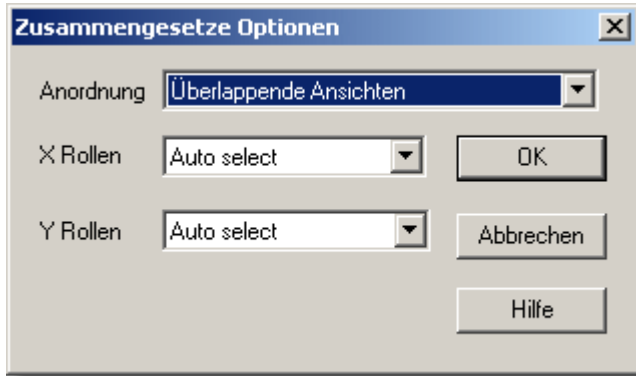 Zusammengesetze Optionen
Anordnung Überlappende Ansichten
X Rollen Auto select OK
Y Rollen Auto select Abbrechen
Hilfe